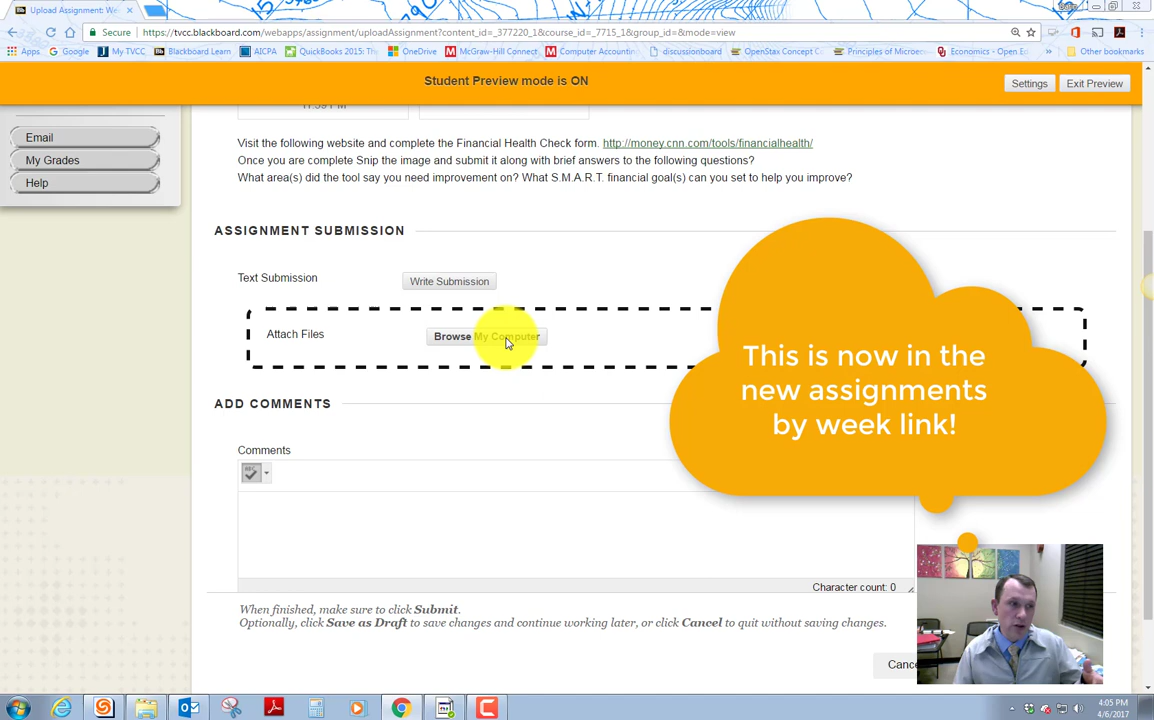 Upload Assignment: We
Secure
https://tvcc.blackboard.com/webapps/assignment/uploadAssignment?content_id=_377220_1&course_id=_7715_1&group_id=&mode=view
Apps
Google
My TVCC
Blackboard Learn
AICPA
QuickBooks 2015: Th
OneDrive
McGraw-Hill Connect
Computer Accountin
discussionboard
OpenStax Concept C
Principles of Microec
Economics - Open Ec
»
Other bookmarks
Student Preview mode is ON
Settings
Exit Preview
11:59 PM
Email
My Grades
Help
Visit the following website and complete the Financial Health Check form. http://money.cnn.com/tools/financialhealth/
Once you are complete Snip the image and submit it along with brief answers to the following questions?
What area(s) did the tool say you need improvement on? What S.M.A.R.T. financial goal(s) can you set to help you improve?
ASSIGNMENT SUBMISSION
Text Submission
Write Submission
Attach Files
Browse My Computer
This is now in the
new assignments
by week link!
ADD COMMENTS
Comments
Character count: 0
When finished, make sure to click Submit.
Optionally, click Save as Draft to save changes and continue working later, or click Cancel to quit without saving changes.
Cance
4:05 PM
4/6/2017